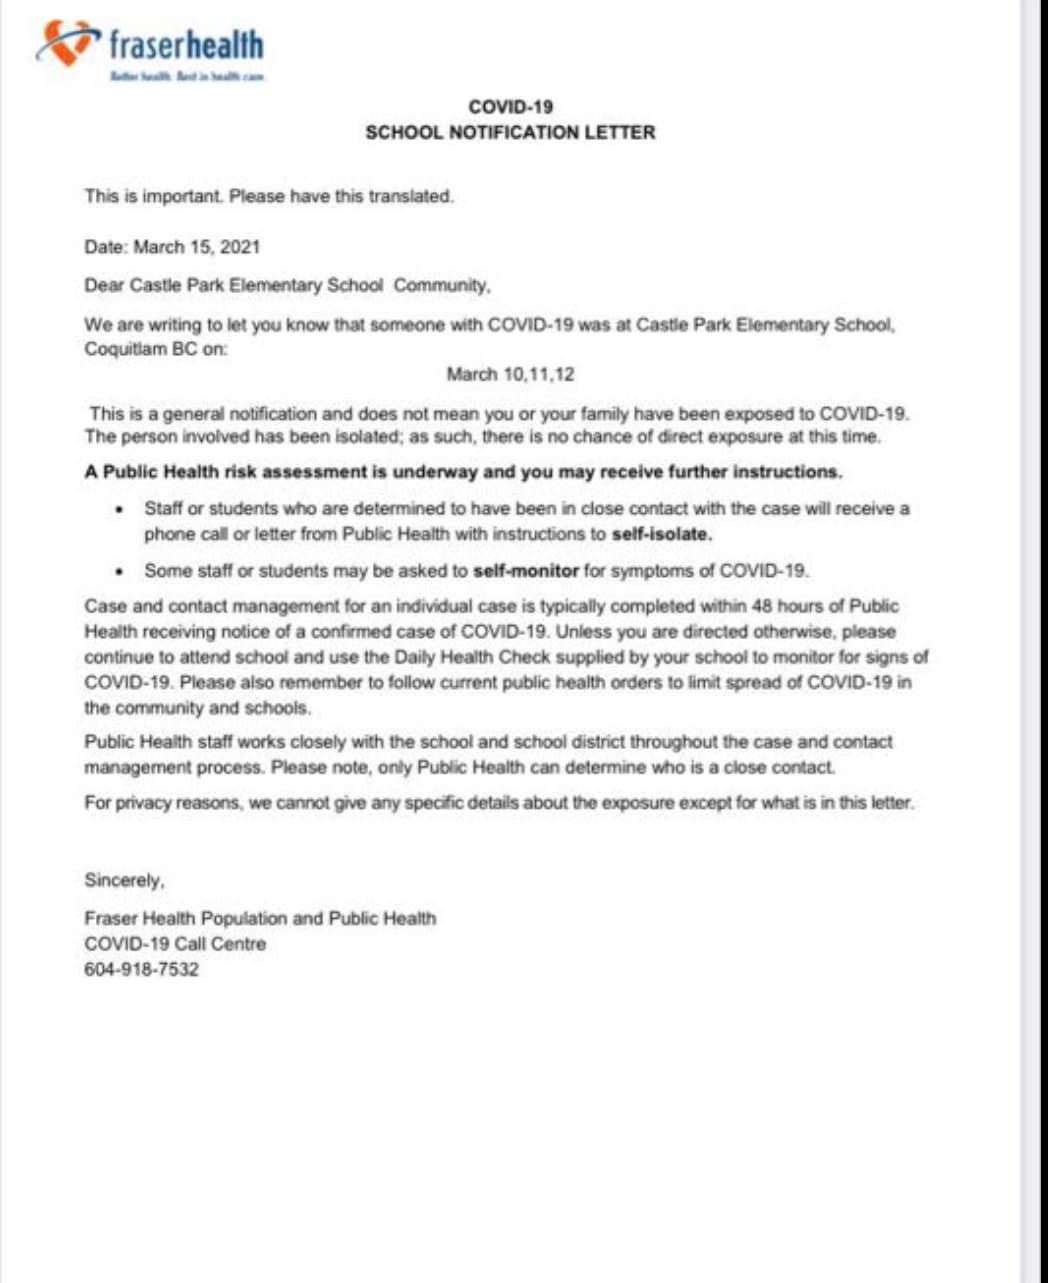 fraserhealth
Better health. Best in health care.
COVID-19
SCHOOL NOTIFICATION LETTER
This is important. Please have this translated.
Date: March 15, 2021
Dear Castle Park Elementary School  Community,
We are writing to let you know that someone with COVID-19 was at Castle Park Elementary School,
Coquitlam BC on:
March 10,11,12
This is a general notification and does not mean you or your family have been exposed to COVID-19.
The person involved has been isolated; as such, there is no chance of direct exposure at this time.
A Public Health risk assessment is underway and you may receive further instructions.
• Staff or students who are determined to have been in close contact with the case will receive a
phone call or letter from Public Health with instructions to self-isolate.
• Some staff or students may be asked to self-monitor for symptoms of COVID-19.
Case and contact management for an individual case is typically completed within 48 hours of Public
Health receiving notice of a confirmed case of COVID-19. Unless you are directed otherwise, please
continue to attend school and use the Daily Health Check supplied by your school to monitor for signs of
COVID-19. Please also remember to follow current public health orders to limit spread of COVID-19 in
the community and schools.
Public Health staff works closely with the school and school district throughout the case and contact
management process. Please note, only Public Health can determine who is a close contact.
For privacy reasons, we cannot give any specific details about the exposure except for what is in this letter.
Sincerely,
Fraser Health Population and Public Health
COVID-19 Call Centre
604-918-7532